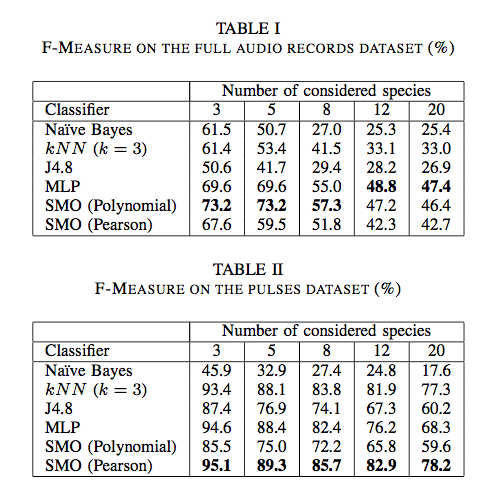 TABLE I
F-MEASURE ON THE FULL AUDIO RECORDS DATASET (%)
Number of considered species
Classifier 3 5 8 12 20
Naïve Bayes 61.5 50.7 27.0 25.3 25.4
kNN (k = 3) 61.4 53.4 41.5 33.1 33.0
J4.8 50.6 41.7 29.4 28.2 26.9
MLP 69.6 69.6 55.0 48.8 47.4
SMO (Polynomial) 73.2 73.2 57.3 47.2 46.4
SMO (Pearson) 67.6 59.5 51.8 42.3 42.7
TABLE II
F-MEASURE ON THE PULSES DATASET (%)
Number of considered species
Classifier 3 5 8 12 20
Naïve Bayes 45.9 32.9 27.4 24.8 17.6
kNN (k = 3) 93.4 88.1 83.8 81.9 77.3
J4.8 87.4 76.9 74.1 67.3 60.2
MLP 94.6 88.4 82.4 76.2 68.3
SMO (Polynomial) 85.5 75.0 72.2 65.8 59.6
SMO (Pearson) 95.1 89.3 85.7 82.9 78.2